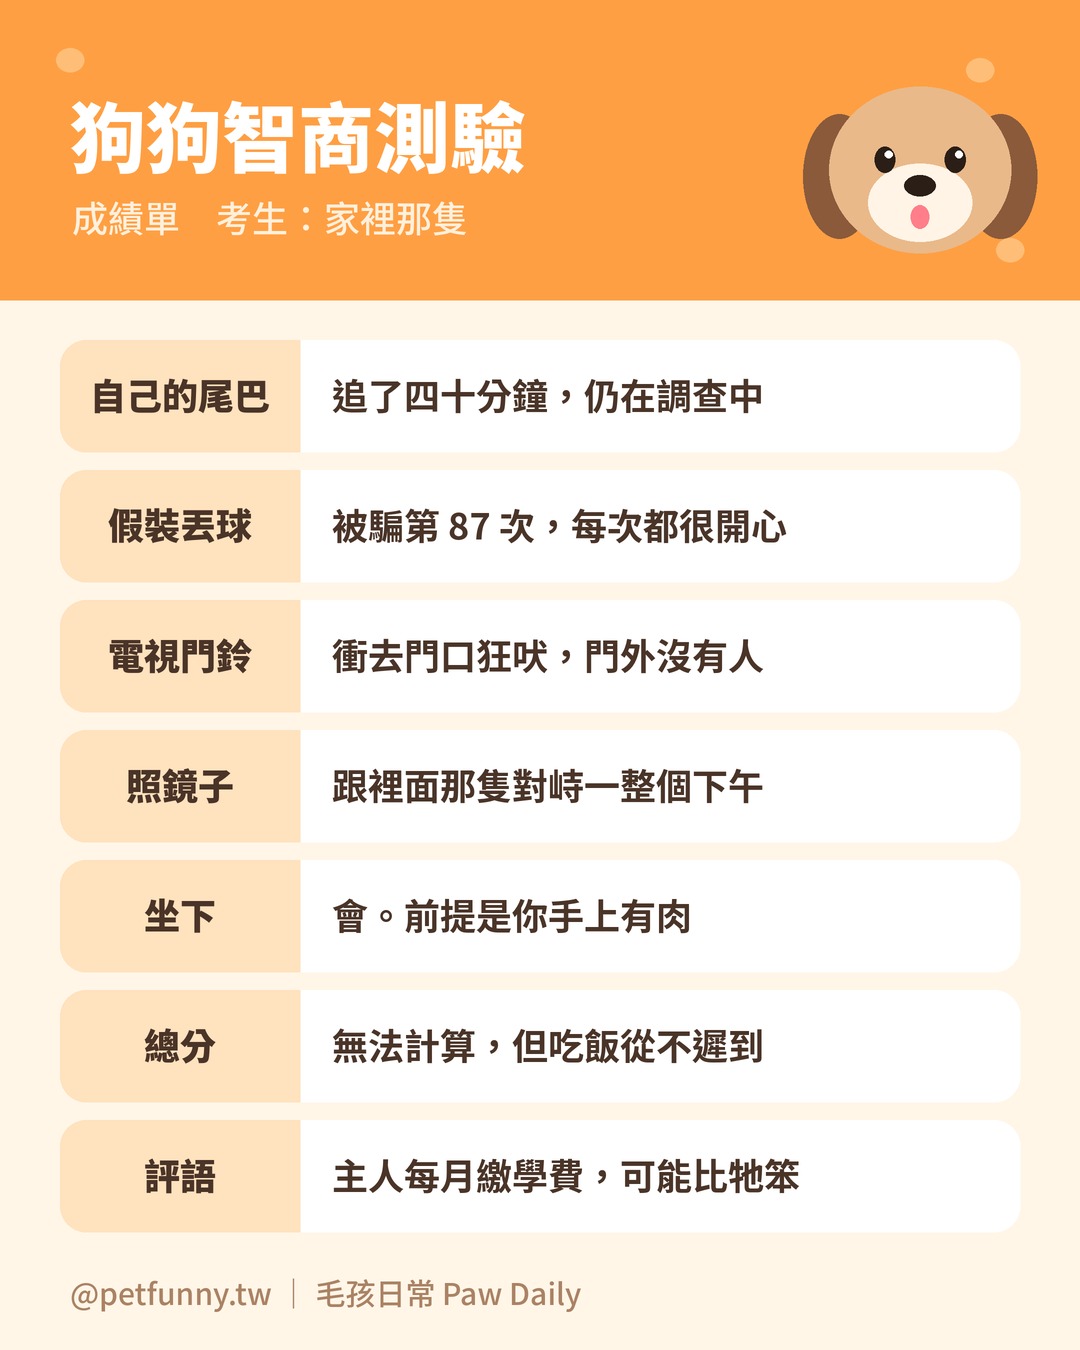 狗狗智商測驗
成績單　考生：家裡那隻
自己的尾巴
追了四十分鐘，仍在調查中
假裝丟球
被騙第 87 次，每次都很開心
電視門鈴
衝去門口狂吠，門外沒有人
照鏡子
跟裡面那隻對峙一整個下午
坐下
會。前提是你手上有肉
總分
無法計算，但吃飯從不遲到
評語
主人每月繳學費，可能比牠笨
@petfunny.tw｜毛孩日常 Paw Daily